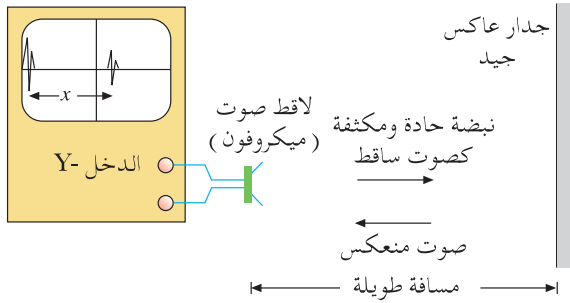 جدار عاكس
جيد
x
لاقط صوت
(ميكروفون)
نبضة حادة ومكثفة
كصوت ساقط
الدخل -Y
صوت منعكس
مسافة طويلة